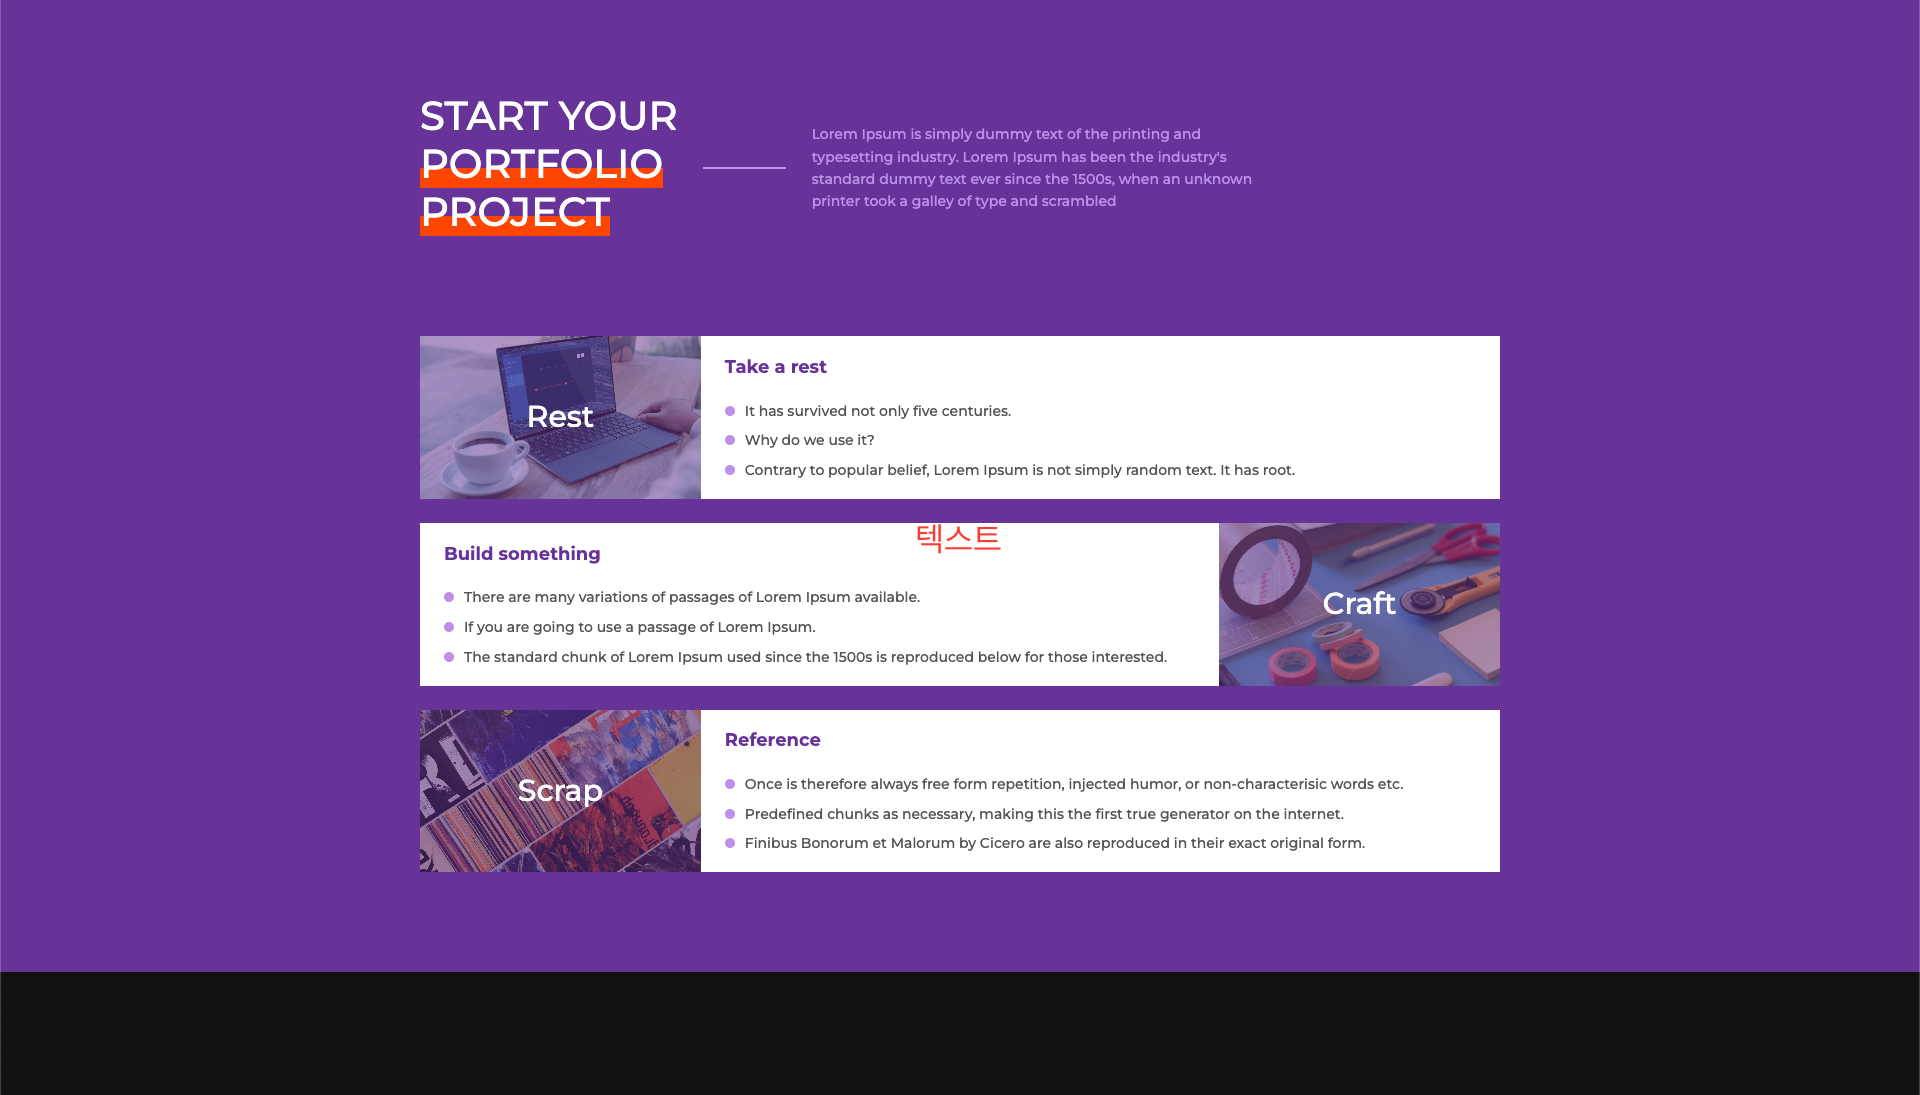 START YOUR
PORTFOLIO
PROJECT
Lorem Ipsum is simply dummy text of the printing and
typesetting industry. Lorem Ipsum has been the industry's
standard dummy text ever since the 1500s, when an unknown
printer took a galley of type and scrambled
Rest
Take a rest
It has survived not only five centuries.
Why do we use it?
Contrary to popular belief, Lorem Ipsum is not simply random text. It has root.
텍스트
Build something
There are many variations of passages of Lorem Ipsum available.
If you are going to use a passage of Lorem Ipsum.
The standard chunk of Lorem Ipsum used since the 1500s is reproduced below for those interested.
Craft
Scrap
Reference
Once is therefore always free form repetition, injected humor, or non-characterisic words etc.
Predefined chunks as necessary, making this the first true generator on the internet.
Finibus Bonorum et Malorum by Cicero are also reproduced in their exact original form.